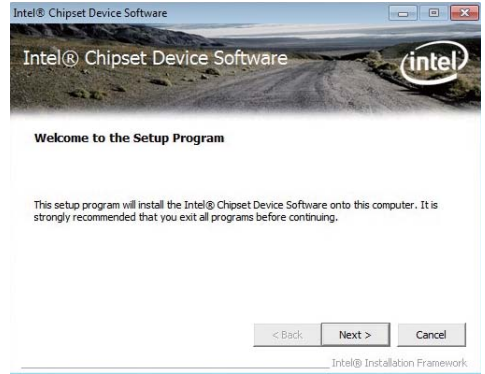 Intel® Chipset Device Software
Intel® Chipset Device Software
intel
Welcome to the Setup Program
This setup program will install the Intel® Chipset Device Software onto this computer. It is
strongly recommended that you exit all programs before continuing.
< Back Next > Cancel
Intel® Installation Framework